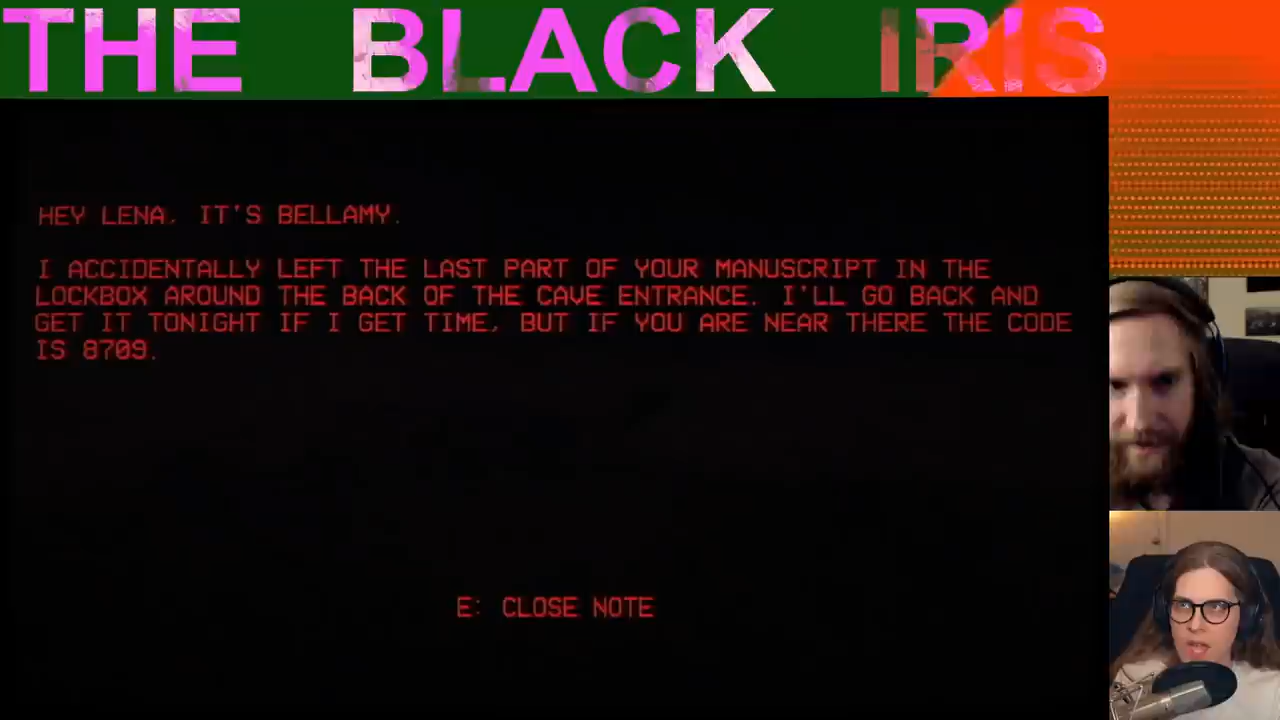 THE BLACK IRIS
HEY LENA, IT'S BELLAMY.
I ACCIDENTALLY LEFT THE LAST PART OF YOUR MANUSCRIPT IN THE
LOCKBOX AROUND THE BACK OF THE CAVE ENTRANCE. I'LL GO BACK AND
GET IT TONIGHT IF I GET TIME, BUT IF YOU ARE NEAR THERE THE CODE
IS 8709.
E: CLOSE NOTE